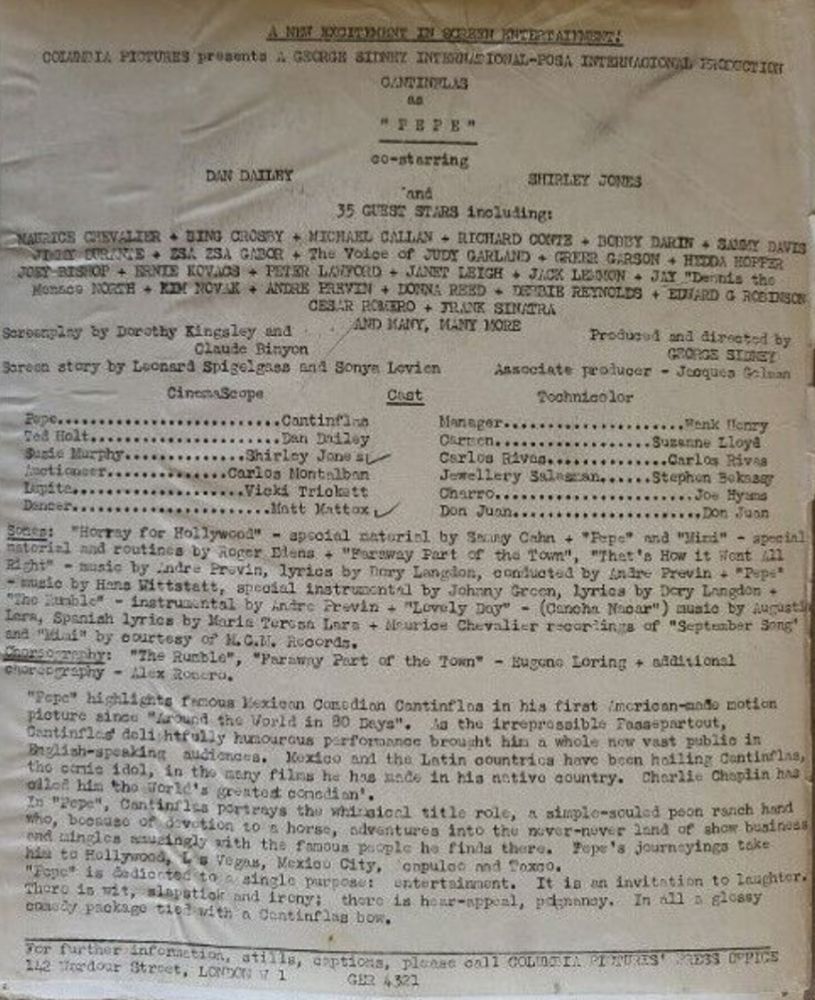 A NEW EXCITEMENT IN SCREEN ENTERTAINMENT!
COLUMBIA PICTURES presents A GEORGE SIDNEY INTERNATIONAL-POSA INTERNACIONAL PRODUCTION
CANTINFLAS
as
"PEPE"
co-starring
DAN DAILEY SHIRLEY JONES
and
35 GUEST STARS including:
MAURICE CHEVALIER + BING CROSBY + MICHAEL CALLAN + RICHARD CONTE + BOBBY DARIN + SAMMY DAVIS
JIMMY DURANTE + ZSA ZSA GABOR + The Voice of JUDY GARLAND + GREER GARSON + HEDDA HOPPER
JOEY BISHOP + ERNIE KOVACS + PETER LAWFORD + JANET LEIGH + JACK LEMMON + JAY "Dennis the
Menace NORTH + KIM NOVAK + ANDRE PREVIN + DONNA REED + DEBBIE REYNOLDS + EDWARD G ROBINSON
CESAR ROMERO + FRANK SINATRA
AND MANY, MANY MORE
Screenplay by Dorothy Kingsley and
Claude Binyon
Produced and directed by
GEORGE SIDNEY
Screen story by Leonard Spigelgass and Sonya Levien Associate producer - Jacques Gelman
CinemaScope Cast Technicolor
Pepe..........................Cantinflas Manager....................Hank Henry
Ted Holt......................Dan Dailey Carmen..................Suzanne Lloyd
Suzie Murphy...............Shirley Jones Carlos Rivas..............Carlos Rivas
Auctioneer..............Carlos Montalban Jewellery Salesman......Stephen Bekassy
Lupita.....................Vicki Trickett Charro.......................Joe Hyams
Dancer........................Matt Mattox Don Juan......................Don Juan
Songs: "Horray for Hollywood" - special material by Sammy Cahn + "Pepe" and "Mimi" - special
material and routines by Roger Edens + "Faraway Part of the Town", "That's How it Went All
Right" - music by Andre Previn, lyrics by Dory Langdon, conducted by Andre Previn + "Pepe"
- music by Hans Wittstatt, special instrumental by Johnny Green, lyrics by Dory Langdon +
"The Rumble" - instrumental by Andre Previn + "Lovely Day" - (Concha Nacar") music by Augusti
Lara, Spanish lyrics by Maria Teresa Lara + Maurice Chevalier recordings of "September Song"
and "Mimi" by courtesy of M.G.M. Records.
Choreography: "The Rumble", "Faraway Part of the Town" - Eugene Loring + additional
choreography - Alex Romero.
"Pepe" highlights famous Mexican Comedian Cantinflas in his first American-made motion
picture since "Around the World in 80 Days". As the irrepressible Passepartout,
Cantinflas' delightfully humourous performance brought him a whole new vast public in
English-speaking audiences. Mexico and the Latin countries have been hailing Cantinflas,
the comic idol, in the many films he has made in his native country. Charlie Chaplin has
called him 'the World's greatest comedian'.
In "Pepe", Cantinflas portrays the whimsical title role, a simple-souled peon ranch hand
who, because of devotion to a horse, adventures into the never-never land of show business
and mingles amusingly with the famous people he finds there. Pepe's journeyings take
him to Hollywood, Las Vegas, Mexico City, capulco and Taxco.
"Pepe" is dedicated to a single purpose: entertainment. It is an invitation to laughter.
There is wit, slapstick and irony; there is hear-appeal, poignancy. In all a glossy
comedy package tied with a Cantinflas bow.
For further information, stills, captions, please call COLUMBIA PICTURES' PRESS OFFICE
142 Wardour Street, LONDON W 1 GER 4321